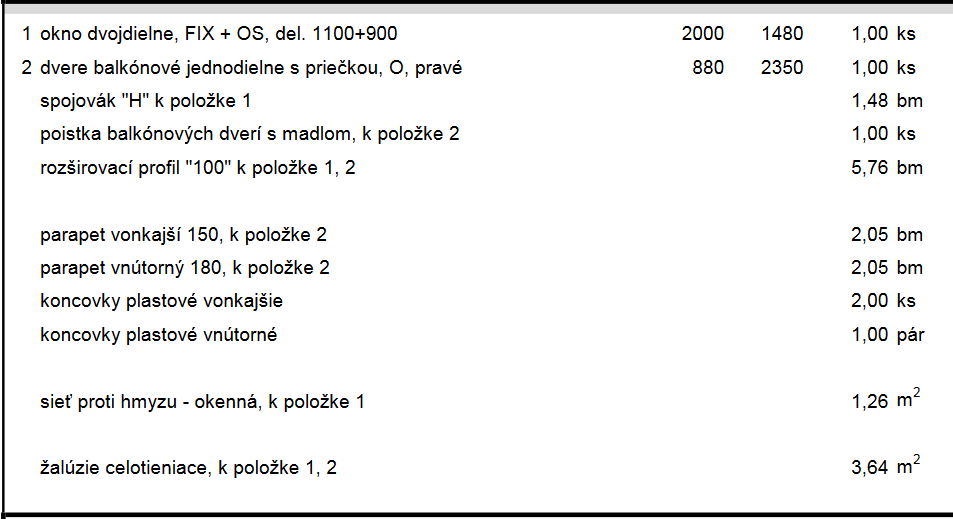 1 okno dvojdielne, FIX + OS, del. 1100+900 2000 1480 1,00 ks
2 dvere balkónové jednodielne s priečkou, O, pravé 880 2350 1,00 ks
spojovák "H" k položke 1 1,48 bm
poistka balkónových dverí s madlom, k položke 2 1,00 ks
rozširovací profil "100" k položke 1, 2 5,76 bm
parapet vonkajší 150, k položke 2 2,05 bm
parapet vnútorný 180, k položke 2 2,05 bm
koncovky plastové vonkajšie 2,00 ks
koncovky plastové vnútorné 1,00 pár
sieť proti hmyzu - okenná, k položke 1 1,26 m²
žalúzie celotieniace, k položke 1, 2 3,64 m²